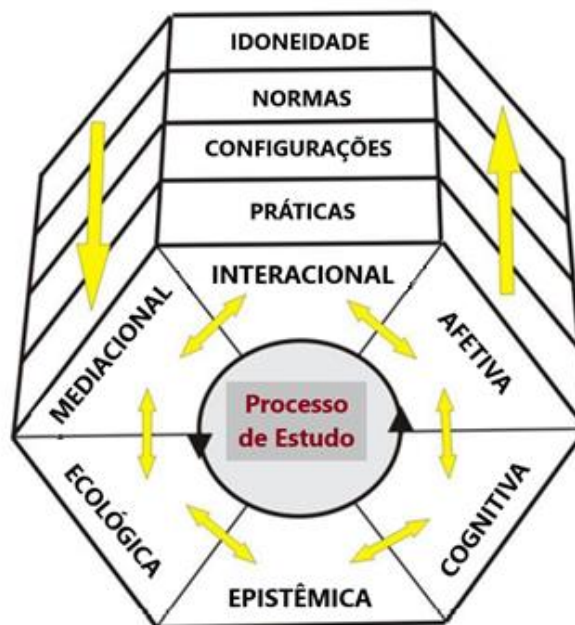 IDONEIDADE
NORMAS
CONFIGURAÇÕES
PRÁTICAS
INTERACIONAL
MEDIACIONAL
AFETIVA
Processo
de Estudo
ECOLÓGICA
COGNITIVA
EPISTÊMICA